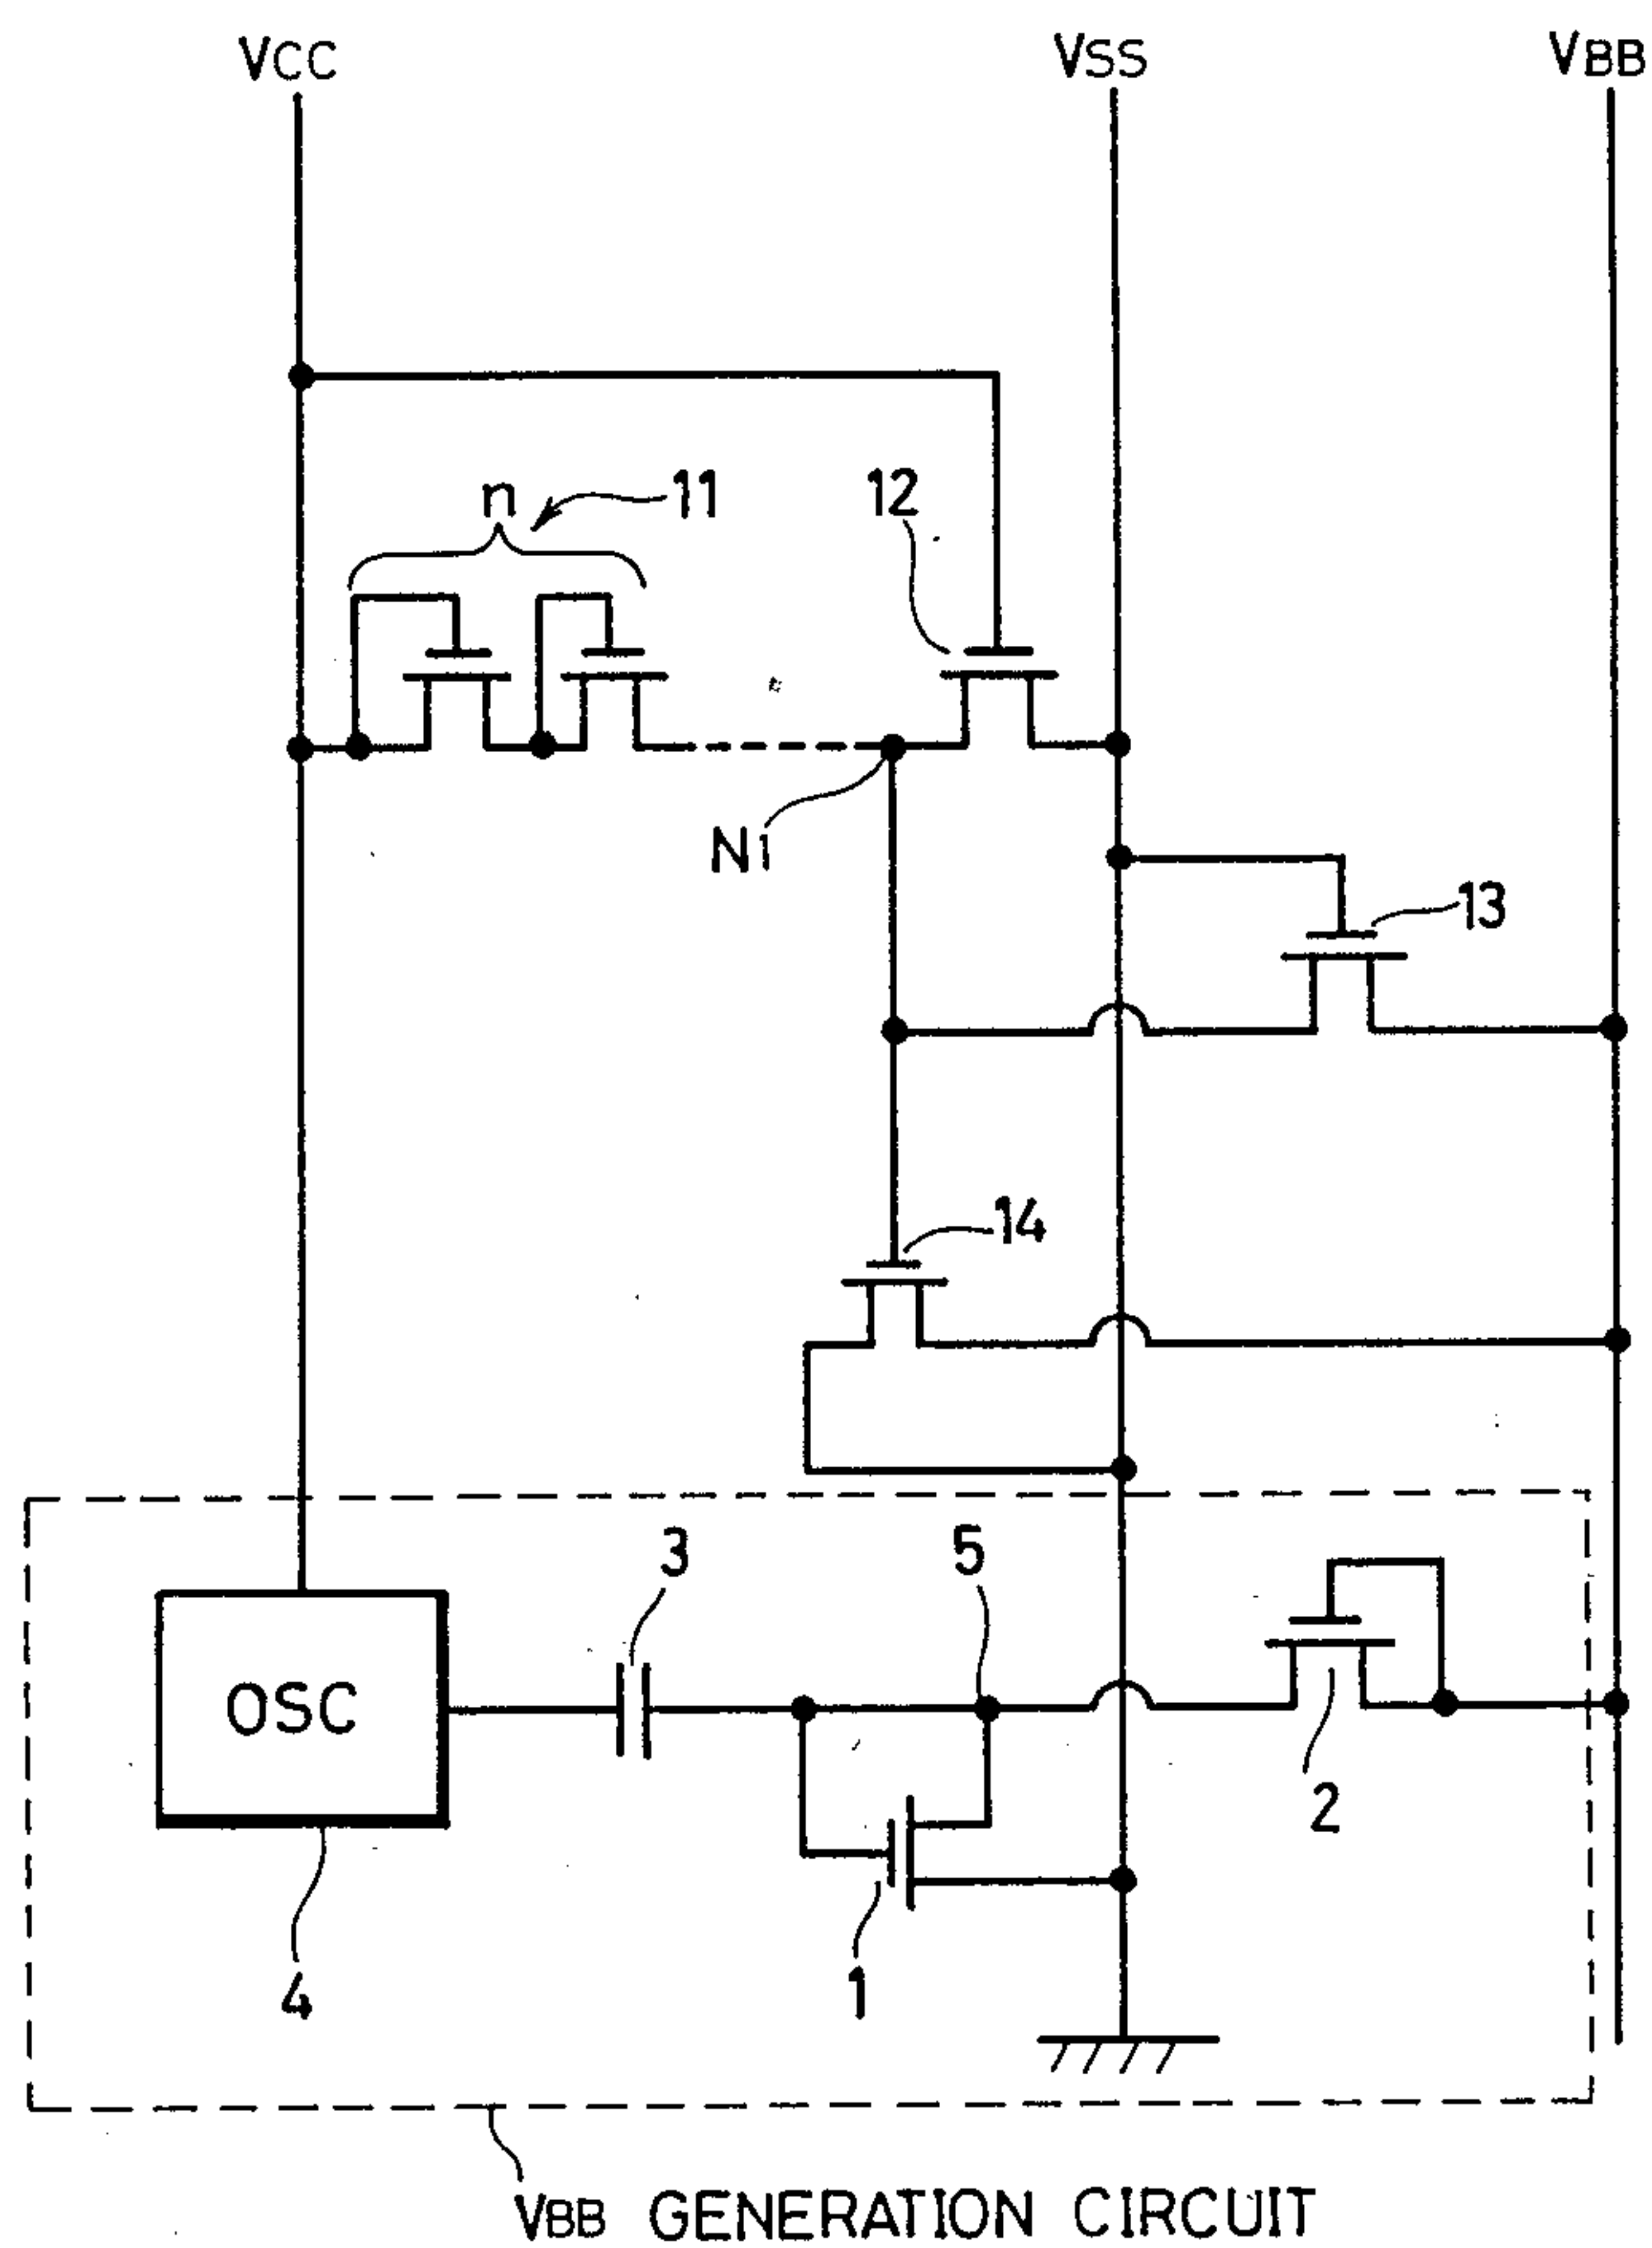 VCC
VSS
VBB
n
11
12
N1
13
14
3
5
OSC
2
4
1
VBB GENERATION CIRCUIT